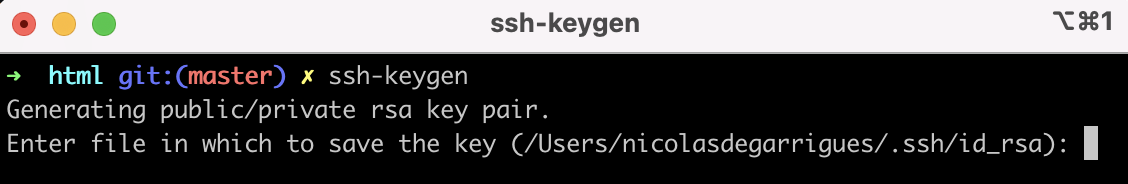 ssh-keygen ⌥⌘1
➜ html git:(master) ✗ ssh-keygen
Generating public/private rsa key pair.
Enter file in which to save the key (/Users/nicolasdegarrigues/.ssh/id_rsa):